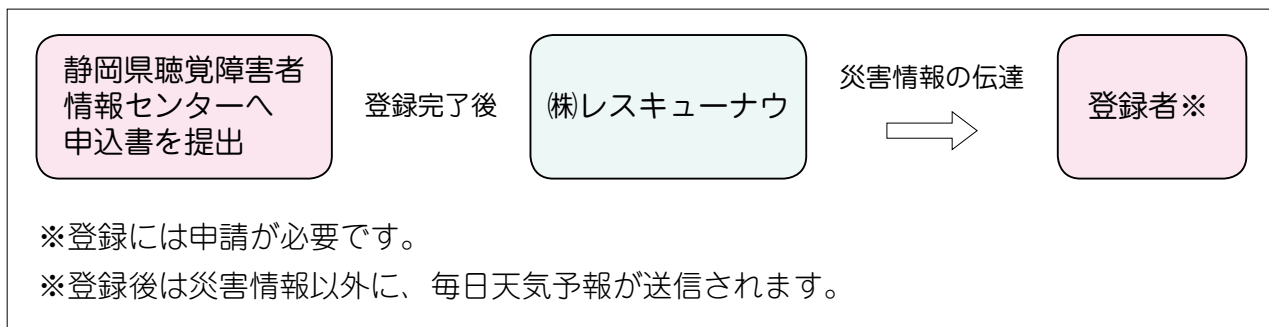 静岡県聴覚障害者
情報センターへ
申込書を提出
登録完了後
㈱レスキューナウ
災害情報の伝達
登録者※
※登録には申請が必要です。
※登録後は災害情報以外に、毎日天気予報が送信されます。